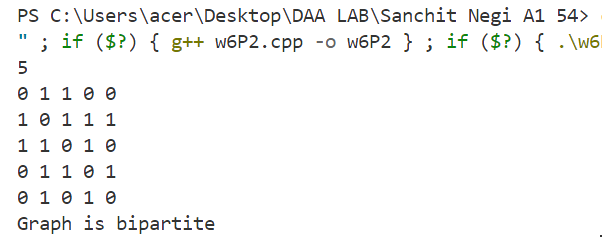 PS C:\Users\acer\Desktop\DAA LAB\Sanchit Negi A1 54>
" ; if ($?) { g++ w6P2.cpp -o w6P2 } ; if ($?) { .\w6
5
0 1 1 0 0
1 0 1 1 1
1 1 0 1 0
0 1 1 0 1
0 1 0 1 0
Graph is bipartite